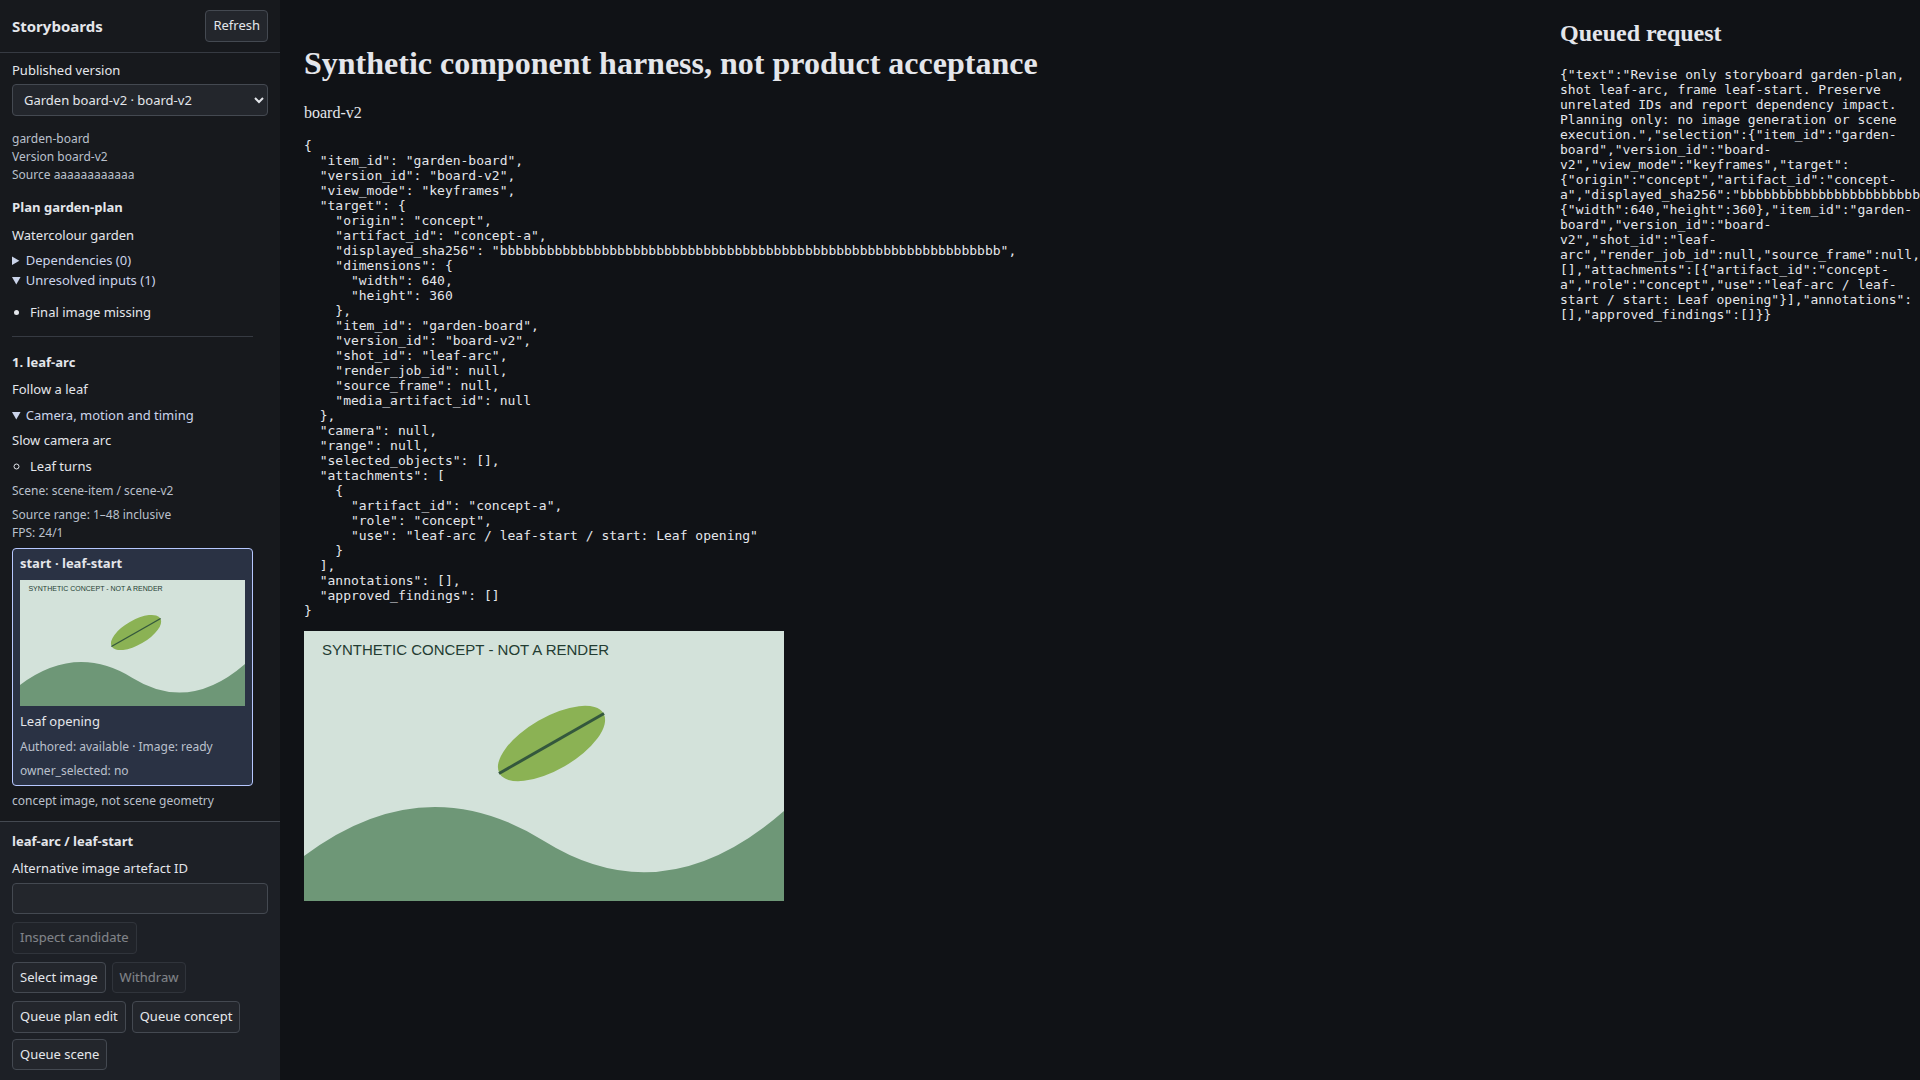 Storyboards
Refresh
Published version
Garden board-v2 · board-v2
garden-board
Version board-v2
Source aaaaaaaaaaaa
Plan garden-plan
Watercolour garden
Dependencies (0)
Unresolved inputs (1)
Final image missing
1. leaf-arc
Follow a leaf
Camera, motion and timing
Slow camera arc
Leaf turns
Scene: scene-item / scene-v2
Source range: 1–48 inclusive
FPS: 24/1
start · leaf-start
SYNTHETIC CONCEPT - NOT A RENDER
Leaf opening
Authored: available · Image: ready
owner_selected: no
concept image, not scene geometry
leaf-arc / leaf-start
Alternative image artefact ID
Inspect candidate
Select image
Withdraw
Queue plan edit
Queue concept
Queue scene
Synthetic component harness, not product acceptance
board-v2
{
  "item_id": "garden-board",
  "version_id": "board-v2",
  "view_mode": "keyframes",
  "target": {
    "origin": "concept",
    "artifact_id": "concept-a",
    "displayed_sha256": "bbbbbbbbbbbbbbbbbbbbbbbbbbbbbbbbbbbbbbbbbbbbbbbbbbbbbbbbbbbbbbbb",
    "dimensions": {
      "width": 640,
      "height": 360
    },
    "item_id": "garden-board",
    "version_id": "board-v2",
    "shot_id": "leaf-arc",
    "render_job_id": null,
    "source_frame": null,
    "media_artifact_id": null
  },
  "camera": null,
  "range": null,
  "selected_objects": [],
  "attachments": [
    {
      "artifact_id": "concept-a",
      "role": "concept",
      "use": "leaf-arc / leaf-start / start: Leaf opening"
    }
  ],
  "annotations": [],
  "approved_findings": []
}
SYNTHETIC CONCEPT - NOT A RENDER
Queued request
{"text":"Revise only storyboard garden-plan,
shot leaf-arc, frame leaf-start. Preserve
unrelated IDs and report dependency impact.
Planning only: no image generation or scene
execution.","selection":{"item_id":"garden-
board","version_id":"board-
v2","view_mode":"keyframes","target":
{"origin":"concept","artifact_id":"concept-
a","displayed_sha256":"bbbbbbbbbbbbbbbbbbbbbbb
{"width":640,"height":360},"item_id":"garden-
board","version_id":"board-
v2","shot_id":"leaf-
arc","render_job_id":null,"source_frame":null,
[],"attachments":[{"artifact_id":"concept-
a","role":"concept","use":"leaf-arc / leaf-
start / start: Leaf opening"}],"annotations":
[],"approved_findings":[]}}